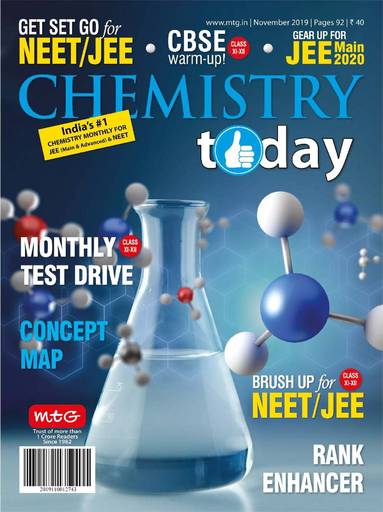 www.mtg.in | November 2019 | Pages 92 | ₹ 40
GET SET GO for
NEET/JEE
CBSE
warm-up!
CLASS
XI-XII
GEAR UP FOR
JEE Main
2020
CHEMISTRY
today
India's #1
CHEMISTRY MONTHLY FOR
JEE (Main & Advanced) & NEET
MONTHLY
TEST DRIVE
CLASS
XI-XII
CONCEPT
MAP
BRUSH UP for
NEET/JEE
CLASS
XI-XII
RANK
ENHANCER
mtG
Trust of more than
1 Crore Readers
Since 1982
2019110012743